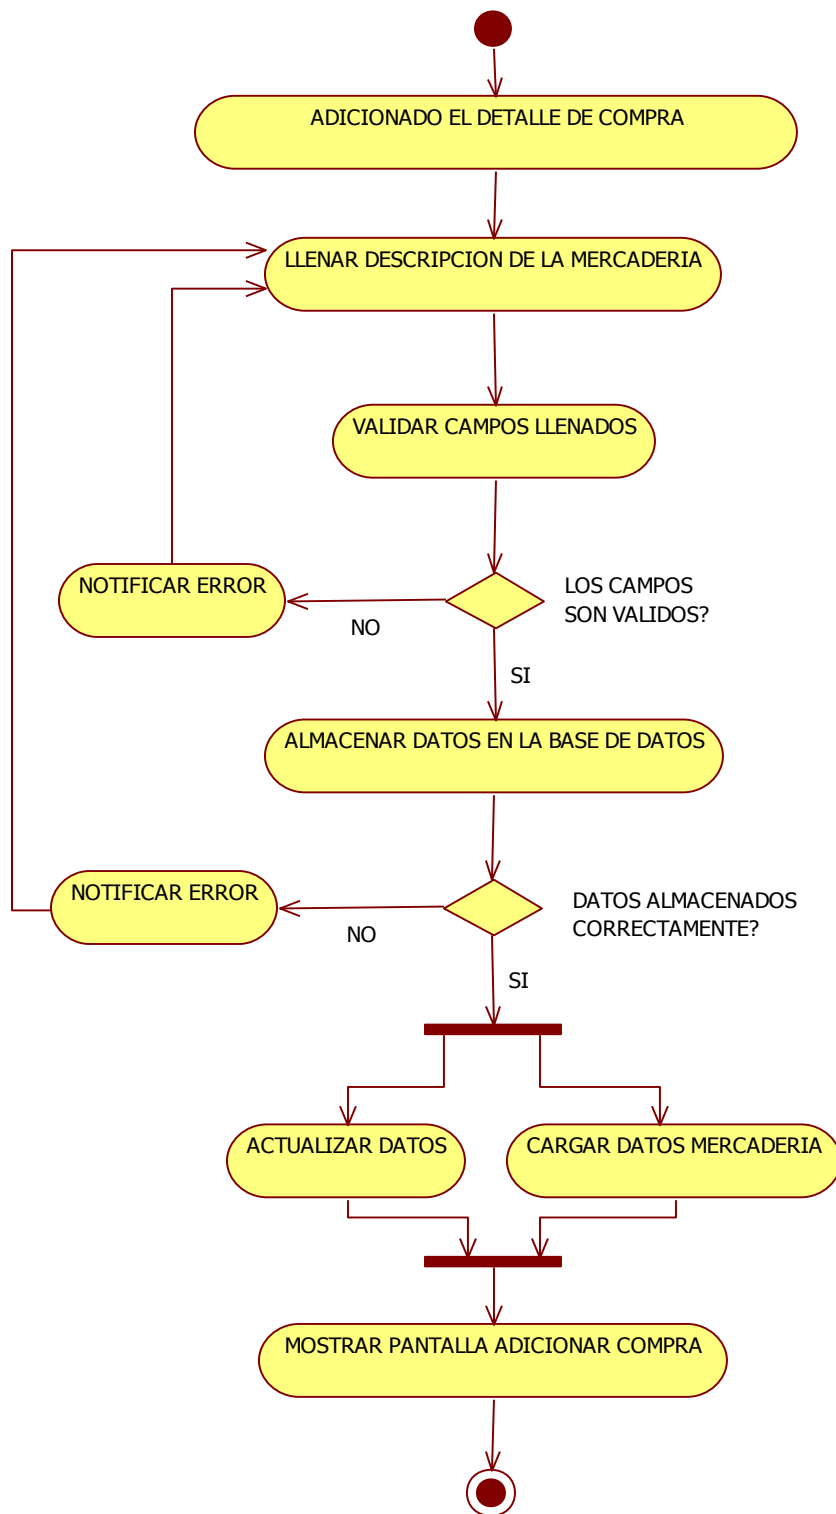 ADICIONADO EL DETALLE DE COMPRA
LLENAR DESCRIPCION DE LA MERCADERIA
VALIDAR CAMPOS LLENADOS
NOTIFICAR ERROR
NO
LOS CAMPOS
SON VALIDOS?
SI
ALMACENAR DATOS EN LA BASE DE DATOS
NOTIFICAR ERROR
NO
DATOS ALMACENADOS
CORRECTAMENTE?
SI
ACTUALIZAR DATOS
CARGAR DATOS MERCADERIA
MOSTRAR PANTALLA ADICIONAR COMPRA